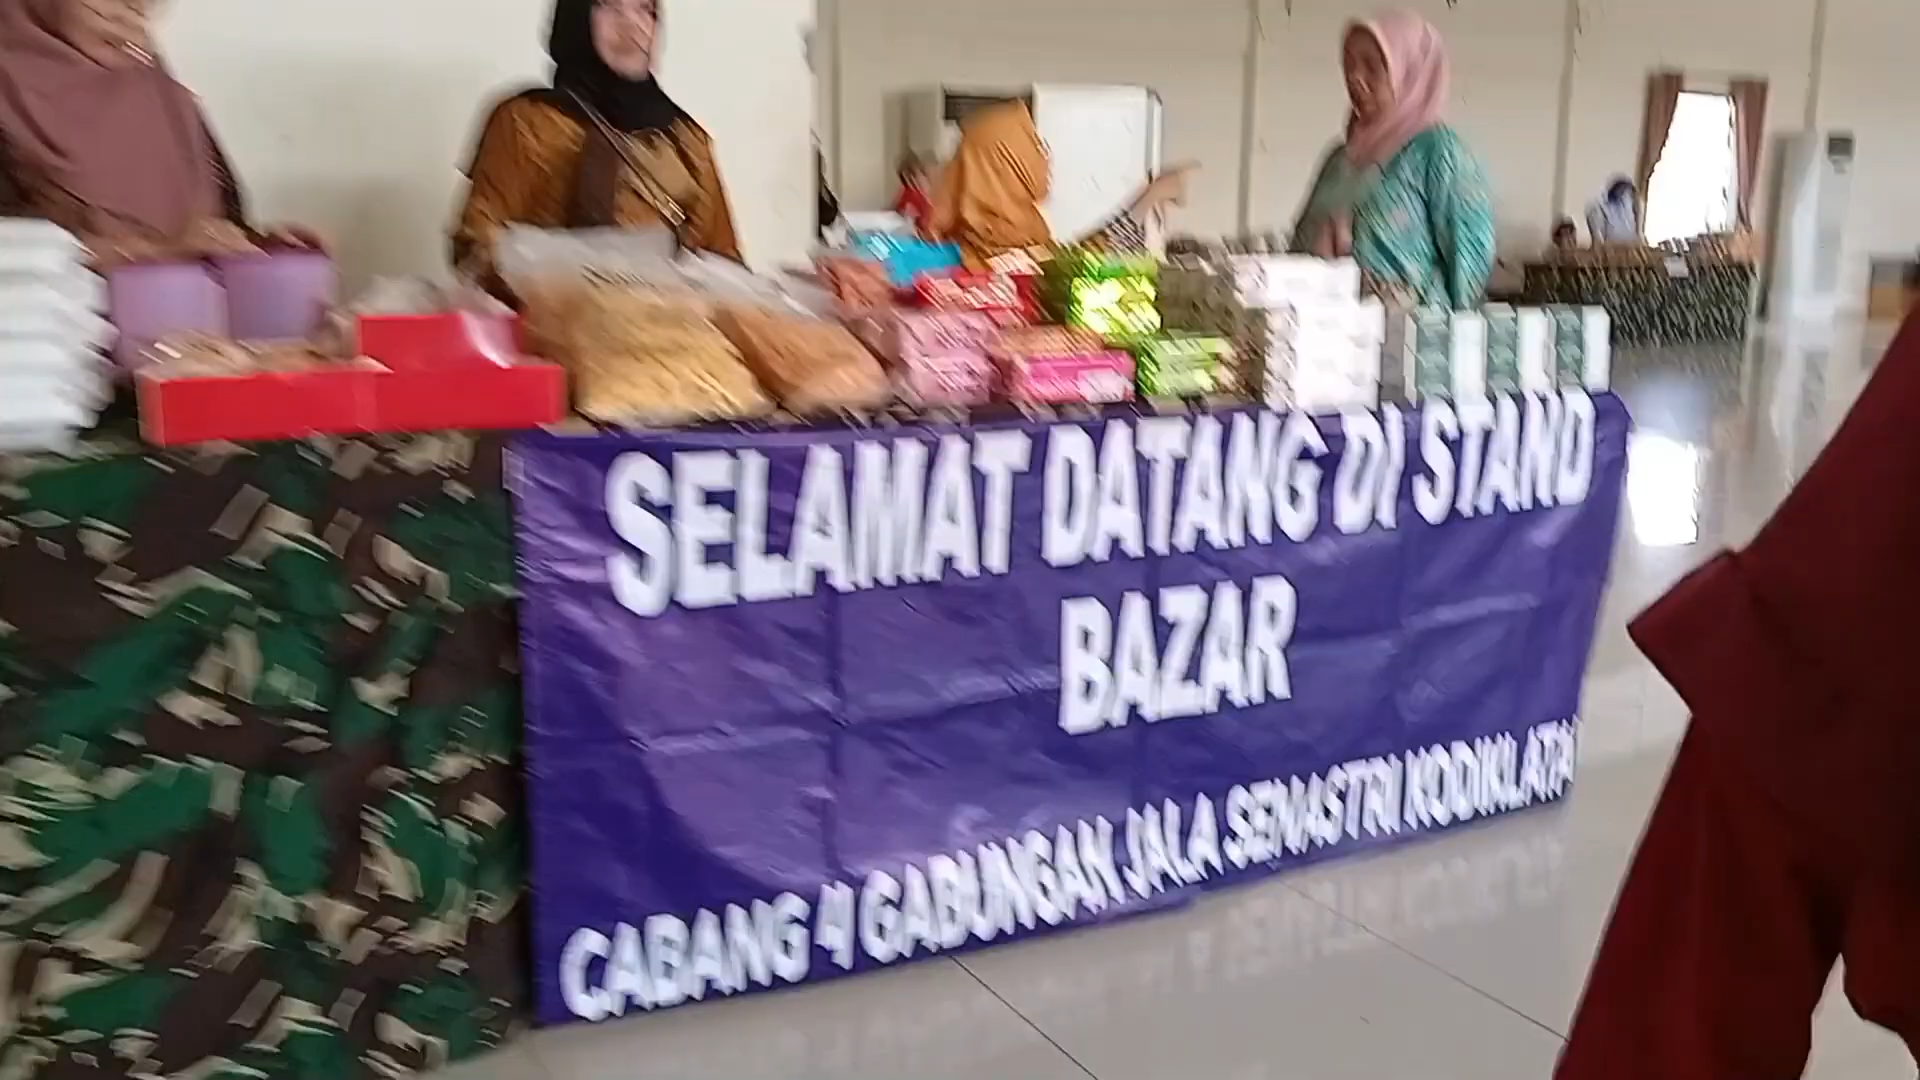 SELAMAT DATANG DI STAND
BAZAR
CABANG 4 GABUNGAN JALA SENASTRI KODIKLATAL